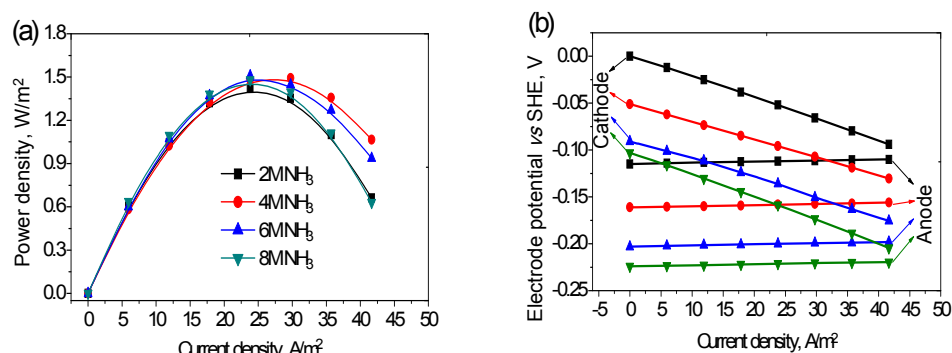 (a)
Power density, W/m²
1.8
1.5
1.2
0.9
0.6
0.3
0.0
2MNH₃
4MNH₃
6MNH₃
8MNH₃
0 5 10 15 20 25 30 35 40 45 50
Current density, A/m²
(b)
Electrode potential vs SHE, V
0.00
-0.05
-0.10
-0.15
-0.20
-0.25
Cathode
Anode
-5 0 5 10 15 20 25 30 35 40 45 50
Current density, A/m²